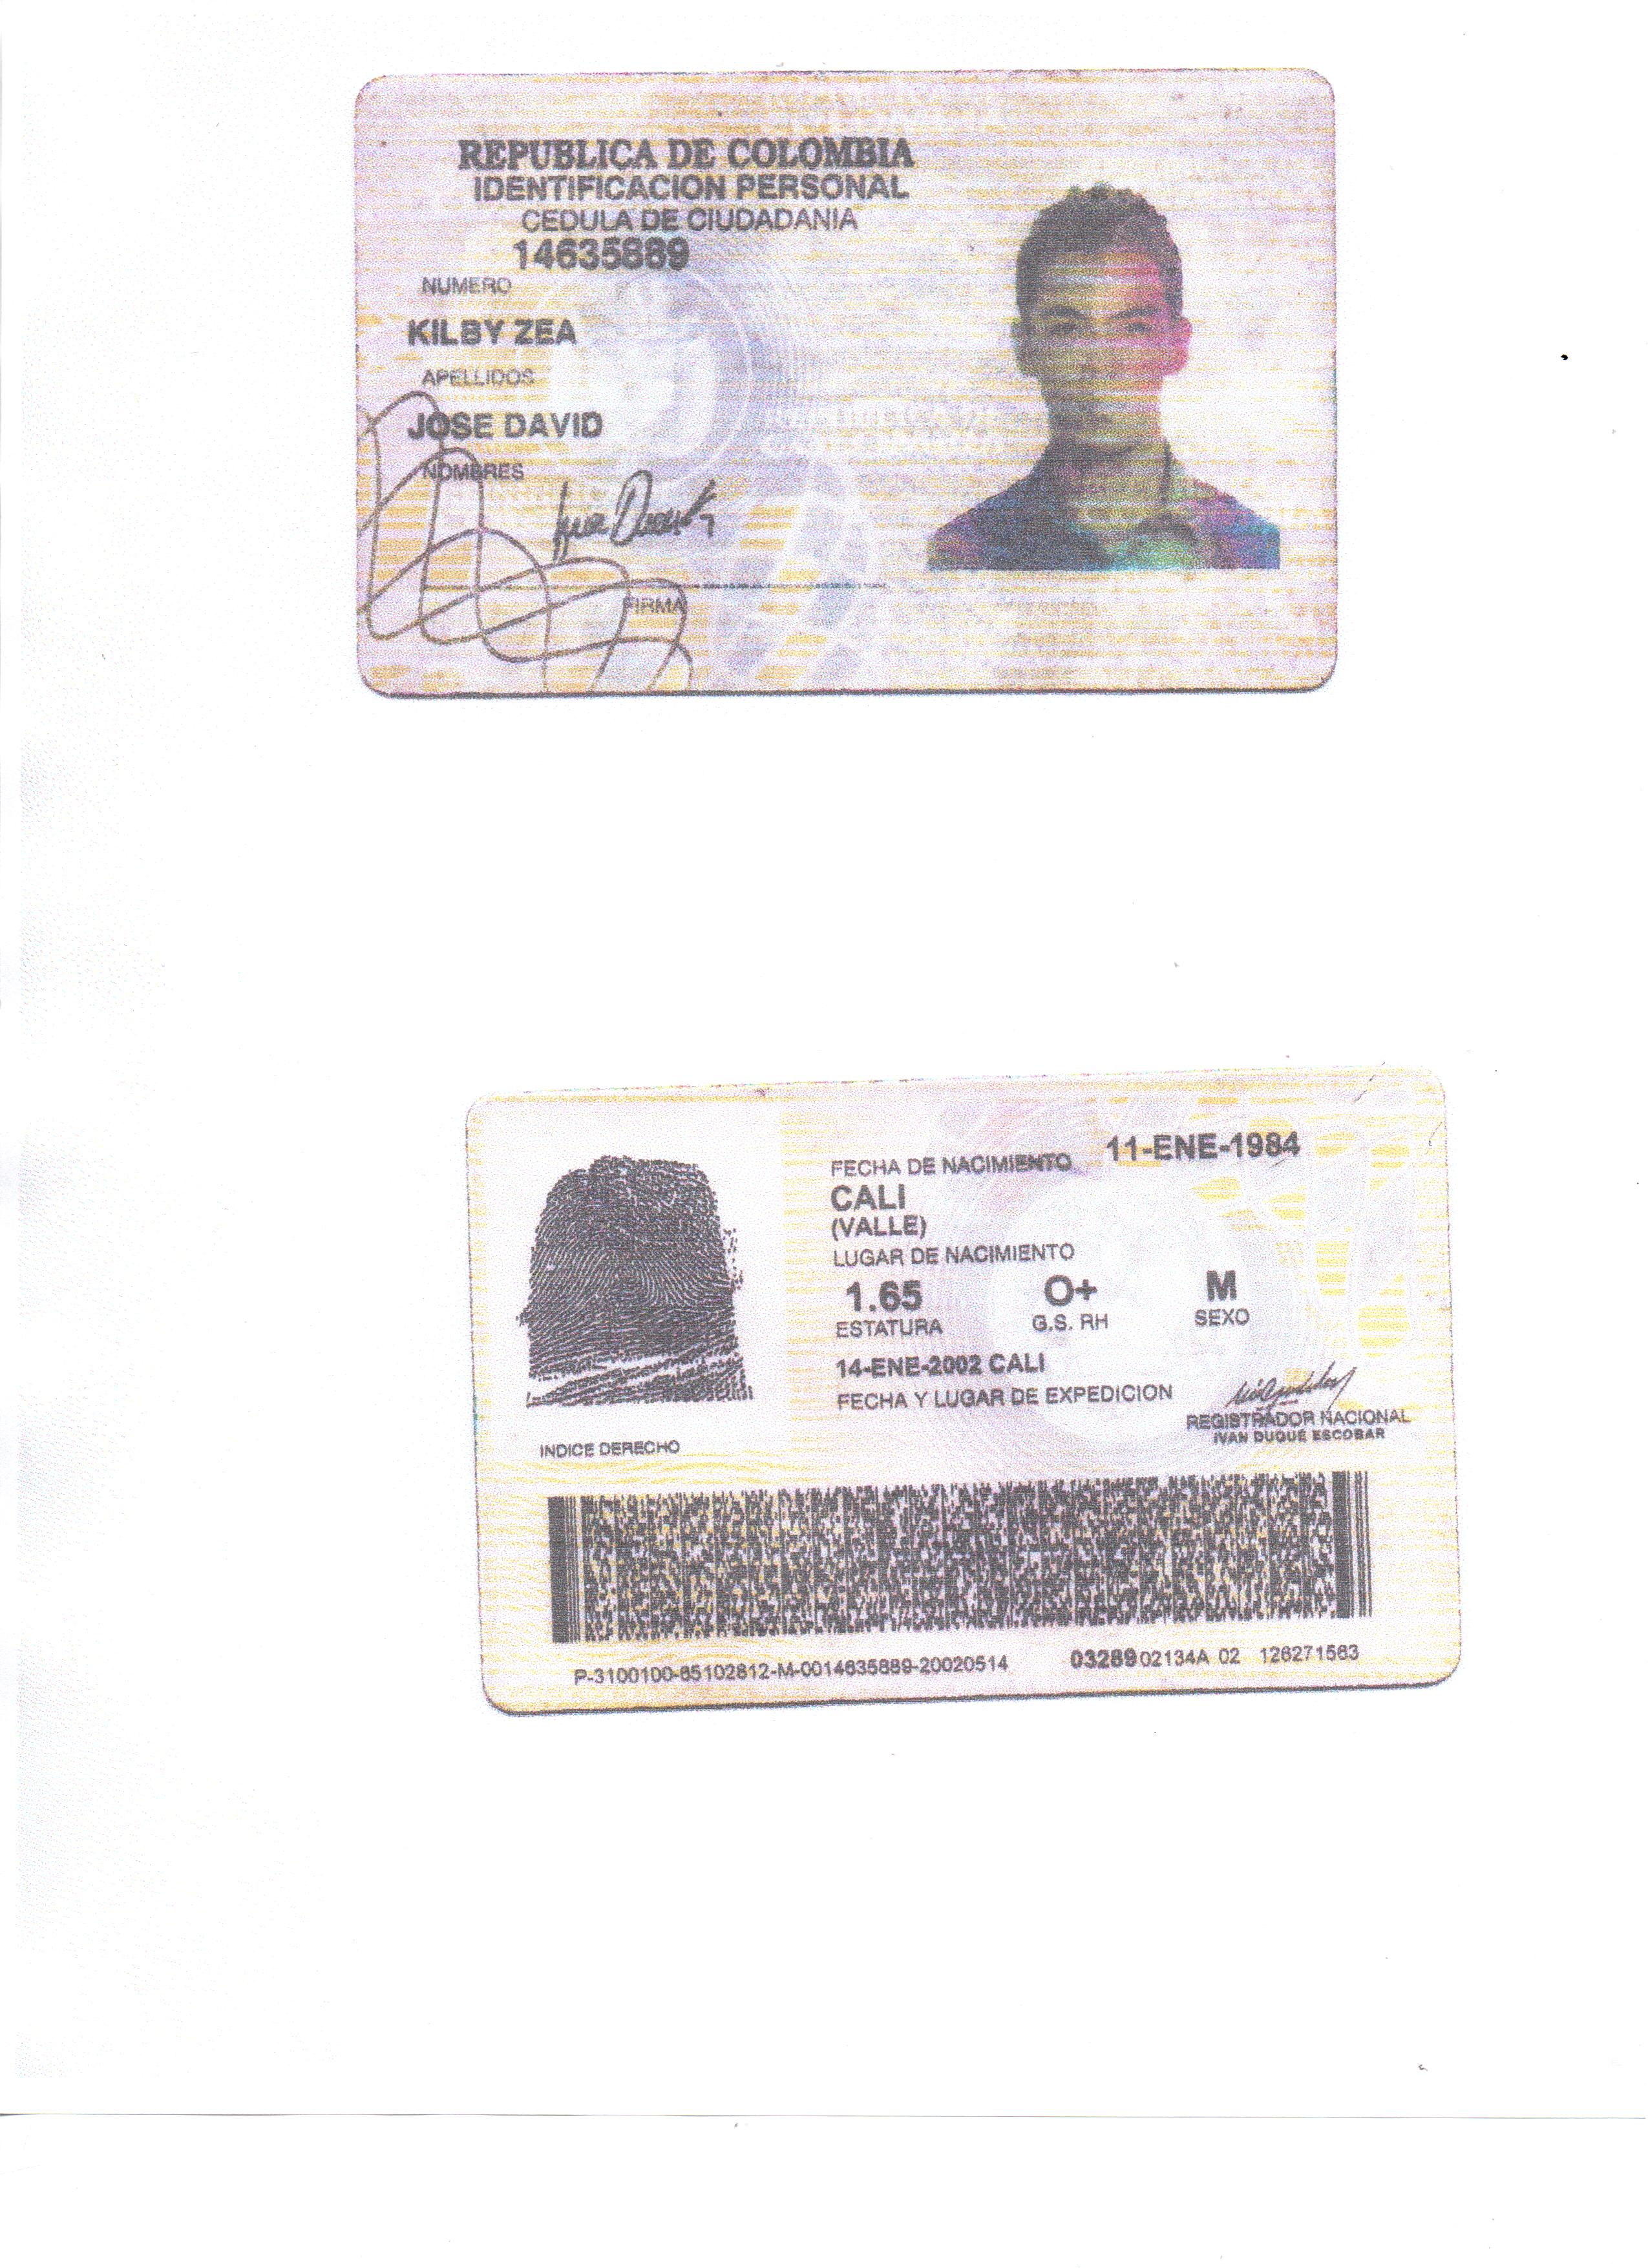 REPUBLICA DE COLOMBIA
IDENTIFICACION PERSONAL
CEDULA DE CIUDADANIA
14635889
NUMERO
KILBY ZEA
APELLIDOS
JOSE DAVID
NOMBRES
FIRMA
FECHA DE NACIMIENTO 11-ENE-1984
CALI
(VALLE)
LUGAR DE NACIMIENTO
1.65 O+ M
ESTATURA G.S. RH SEXO
14-ENE-2002 CALI
FECHA Y LUGAR DE EXPEDICION
REGISTRADOR NACIONAL
IVAN DUQUE ESCOBAR
INDICE DERECHO
P-3100100-65102812-M-0014635889-20020514 03289 02134A 02 126271563